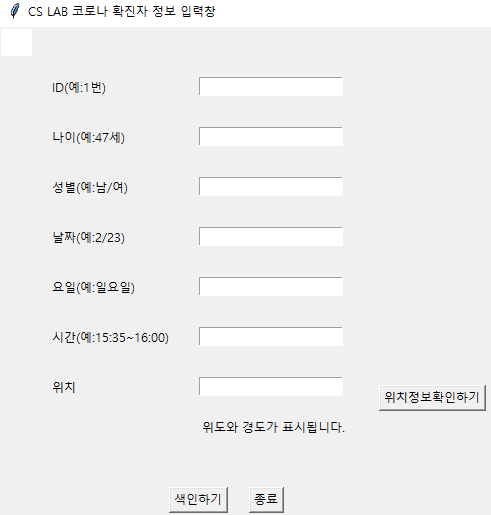 CS LAB 코로나 확진자 정보 입력창
ID(예:1번)
나이(예:47세)
성별(예:남/여)
날짜(예:2/23)
요일(예:일요일)
시간(예:15:35~16:00)
위치
위치정보확인하기
위도와 경도가 표시됩니다.
색인하기 종료